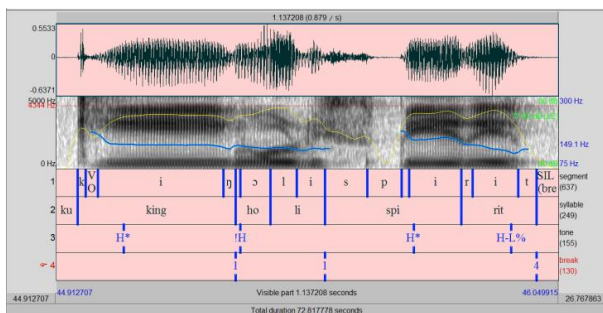 1.137208 (0.879 / s)
0.5533
0
-0.6371
5000 Hz
300 Hz
149.1 Hz
0 Hz
75 Hz
1 k VO i ŋ ɔ l i s p i r i t SIL (bre segment (637)
2 ku king ho li spi rit syllable (249)
3 H* !H H* H-L% tone (155)
4 1 1 4 break (130)
44.912707 Visible part 1.137208 seconds 46.049915
44.912707 26.767863
Total duration 72.817778 seconds